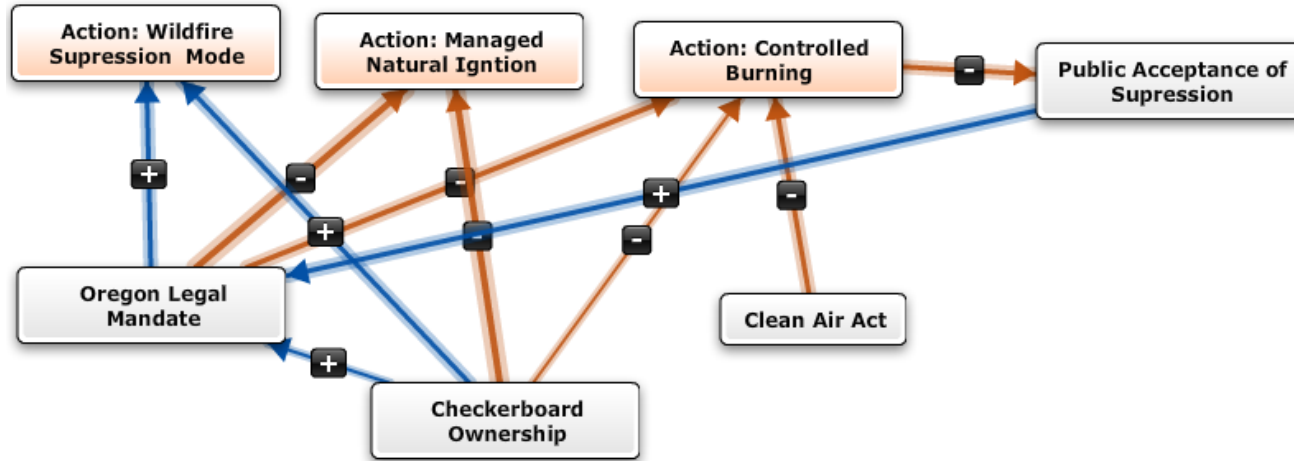 Action: Wildfire
Supression Mode
Action: Managed
Natural Igntion
Action: Controlled
Burning
Public Acceptance of
Supression
-
+
-
-
+
-
+
-
-
Oregon Legal
Mandate
Clean Air Act
+
Checkerboard
Ownership